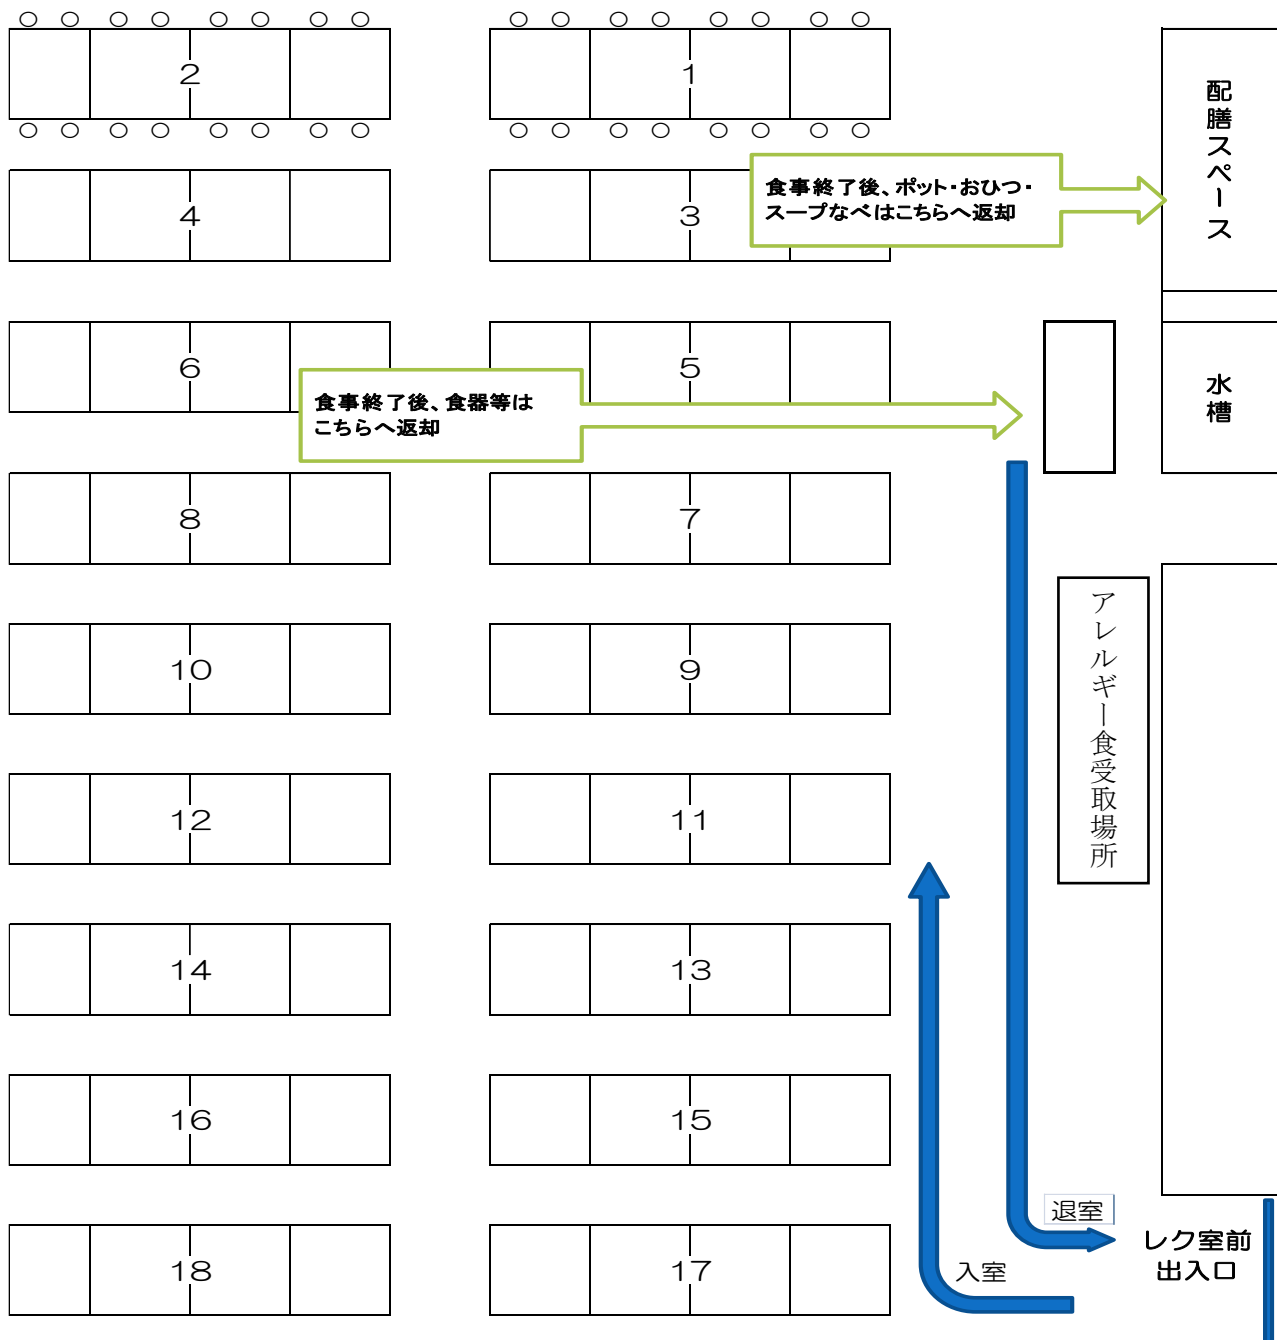 2
1
配膳スペース
4
3
食事終了後、ポット・おひつ・
スープなべはこちらへ返却
6
5
食事終了後、食器等は
こちらへ返却
水槽
8
7
アレルギー食受取場所
10
9
12
11
14
13
16
15
退室
レク室前
出入口
18
17
入室